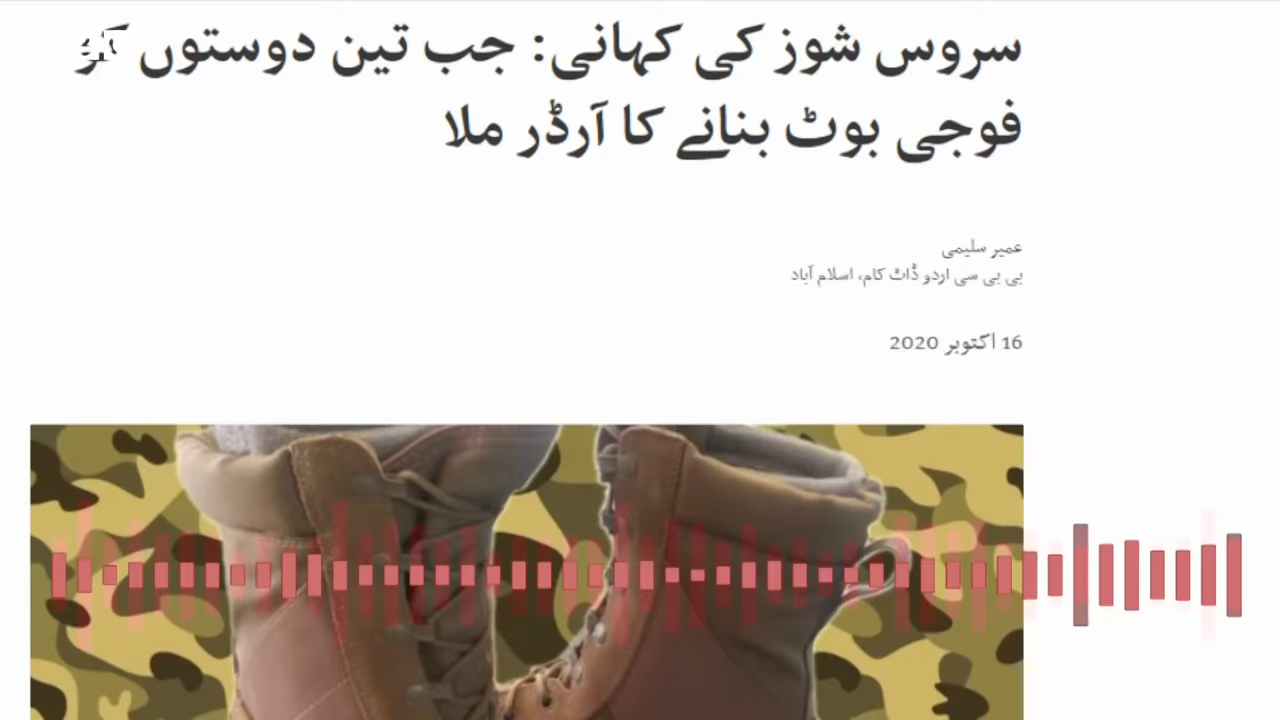 سروس شوز کی کہانی: جب تین دوستوں کو
فوجی بوٹ بنانے کا آرڈر ملا
عمیر سلیمی
بی بی سی اردو ڈاٹ کام، اسلام آباد
16 اکتوبر 2020